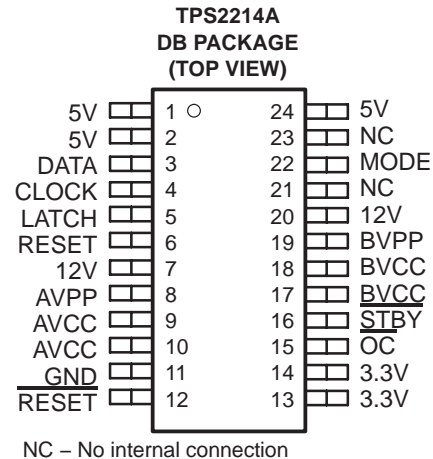 TPS2214A
DB PACKAGE
(TOP VIEW)
5V 1 24 5V
5V 2 23 NC
DATA 3 22 MODE
CLOCK 4 21 NC
LATCH 5 20 12V
RESET 6 19 BVPP
12V 7 18 BVCC
AVPP 8 17 BVCC
AVCC 9 16 STBY
AVCC 10 15 OC
GND 11 14 3.3V
RESET 12 13 3.3V
NC – No internal connection